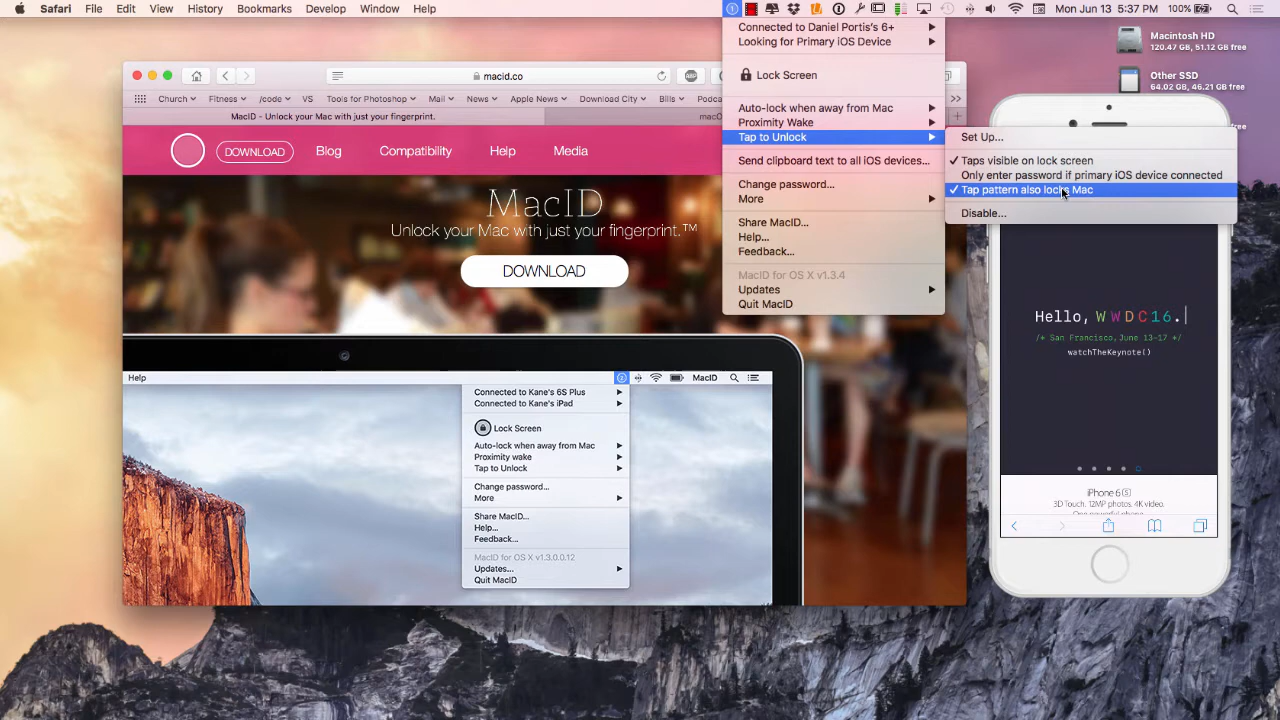 Safari File Edit View History Bookmarks Develop Window Help
Mon Jun 13 5:37 PM 100%
Macintosh HD
120.47 GB, 51.12 GB free
Other SSD
64.02 GB, 46.21 GB free
macid.co
ABP
Church Fitness /code VS Tools for Photoshop Mail News Apple News Download City Bills Podca
MacID - Unlock your Mac with just your fingerprint.
macO
DOWNLOAD Blog Compatibility Help Media
MacID
Unlock your Mac with just your fingerprint.™
DOWNLOAD
Connected to Daniel Portis's 6+
Looking for Primary iOS Device
Lock Screen
Auto-lock when away from Mac
Proximity Wake
Tap to Unlock
Send clipboard text to all iOS devices...
Change password...
More
Share MacID...
Help...
Feedback...
MacID for OS X v1.3.4
Updates
Quit MacID
Set Up...
✓ Taps visible on lock screen
Only enter password if primary iOS device connected
✓ Tap pattern also locks Mac
Disable...
free
Help
MacID
Connected to Kane's 6S Plus
Connected to Kane's iPad
Lock Screen
Auto-lock when away from Mac
Proximity wake
Tap to Unlock
Change password...
More
Share MacID...
Help...
Feedback...
MacID for OS X v1.3.0.0.12
Updates...
Quit MacID
Hello, WWDC16.
/+ San Francisco, June 13-17 +/
watchTheKeynote()
iPhone 6S
3D Touch. 12MP photos. 4K video.